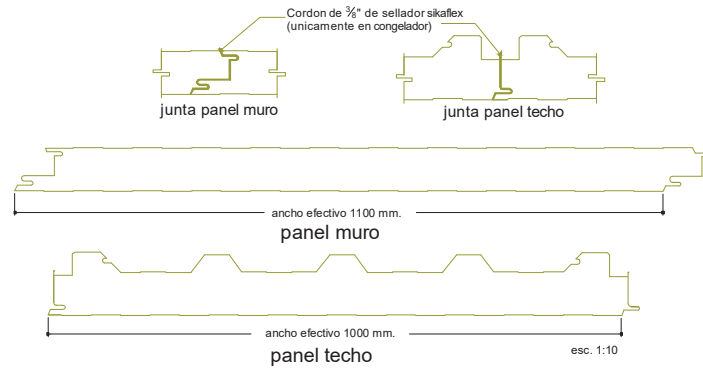 Cordon de ⅜" de sellador sikaflex
(unicamente en congelador)
junta panel muro
junta panel techo
ancho efectivo 1100 mm.
panel muro
ancho efectivo 1000 mm.
panel techo
esc. 1:10